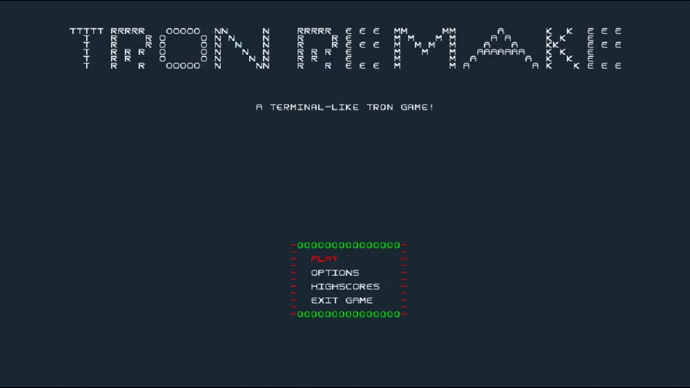 TRON REMAKE
A TERMINAL-LIKE TRON GAME!
PLAY
OPTIONS
HIGHSCORES
EXIT GAME